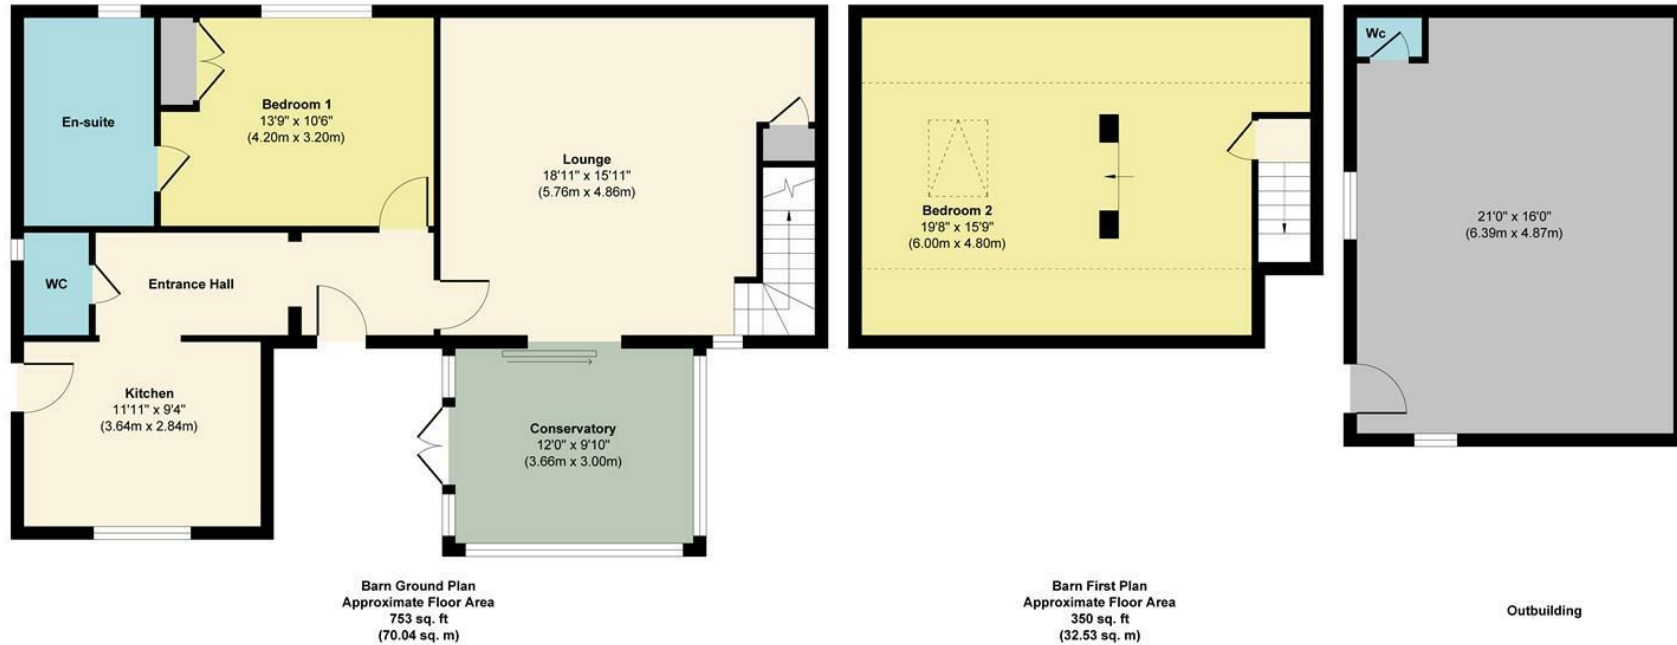 En-suite
Bedroom 1
13'9" x 10'6"
(4.20m x 3.20m)
Lounge
18'11" x 15'11"
(5.76m x 4.86m)
WC
Entrance Hall
Kitchen
11'11" x 9'4"
(3.64m x 2.84m)
Conservatory
12'0" x 9'10"
(3.66m x 3.00m)
Barn Ground Plan
Approximate Floor Area
753 sq. ft
(70.04 sq. m)
Bedroom 2
19'8" x 15'9"
(6.00m x 4.80m)
Barn First Plan
Approximate Floor Area
350 sq. ft
(32.53 sq. m)
Wc
21'0" x 16'0"
(6.39m x 4.87m)
Outbuilding